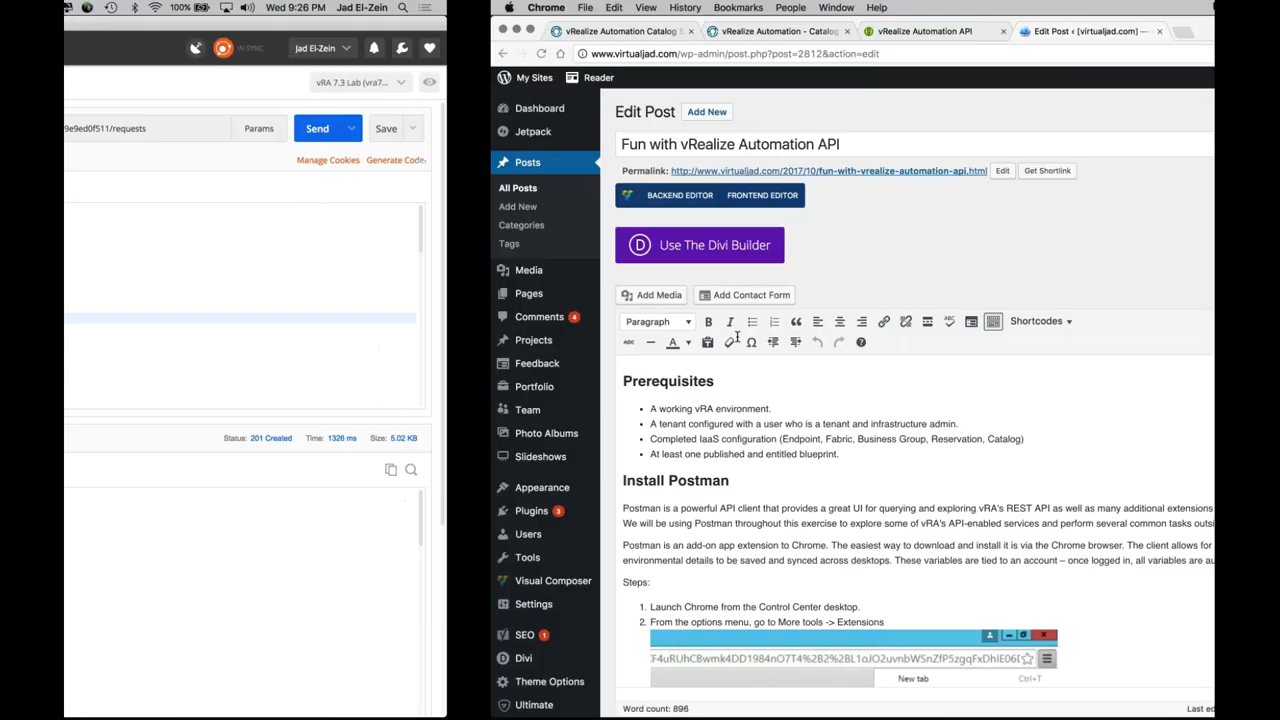 100%
Wed 9:26 PM
Jad El-Zein
IN SYNC
Jad El-Zein
vRA 7.3 Lab (vra7...
9e9ed0f511/requests
Params
Send
Save
Manage Cookies
Generate Code
Status: 201 Created
Time: 1326 ms
Size: 5.02 KB
Chrome
File
Edit
View
History
Bookmarks
People
Window
Help
vRealize Automation Catalog S
vRealize Automation - Catalog
vRealize Automation API
Edit Post ‹ [virtualjad.com] —
www.virtualjad.com/wp-admin/post.php?post=2812&action=edit
My Sites
Reader
Dashboard
Jetpack
Posts
All Posts
Add New
Categories
Tags
Media
Pages
Comments 4
Projects
Feedback
Portfolio
Team
Photo Albums
Slideshows
Appearance
Plugins 3
Users
Tools
Visual Composer
Settings
SEO 1
Divi
Theme Options
Ultimate
Edit Post
Add New
Fun with vRealize Automation API
Permalink: http://www.virtualjad.com/2017/10/fun-with-vrealize-automation-api.html
Edit
Get Shortlink
BACKEND EDITOR
FRONTEND EDITOR
D Use The Divi Builder
Add Media
Add Contact Form
Paragraph
B
I
Shortcodes
ABC
A
Ω
Prerequisites
• A working vRA environment.
• A tenant configured with a user who is a tenant and infrastructure admin.
• Completed IaaS configuration (Endpoint, Fabric, Business Group, Reservation, Catalog)
• At least one published and entitled blueprint.
Install Postman
Postman is a powerful API client that provides a great UI for querying and exploring vRA's REST API as well as many additional extensions
We will be using Postman throughout this exercise to explore some of vRA's API-enabled services and perform several common tasks outsi
Postman is an add-on app extension to Chrome. The easiest way to download and install it is via the Chrome browser. The client allows for
environmental details to be saved and synced across desktops. These variables are tied to an account – once logged in, all variables are au
Steps:
1. Launch Chrome from the Control Center desktop.
2. From the options menu, go to More tools -> Extensions
New tab
Ctrl+T
Word count: 896
Last ed